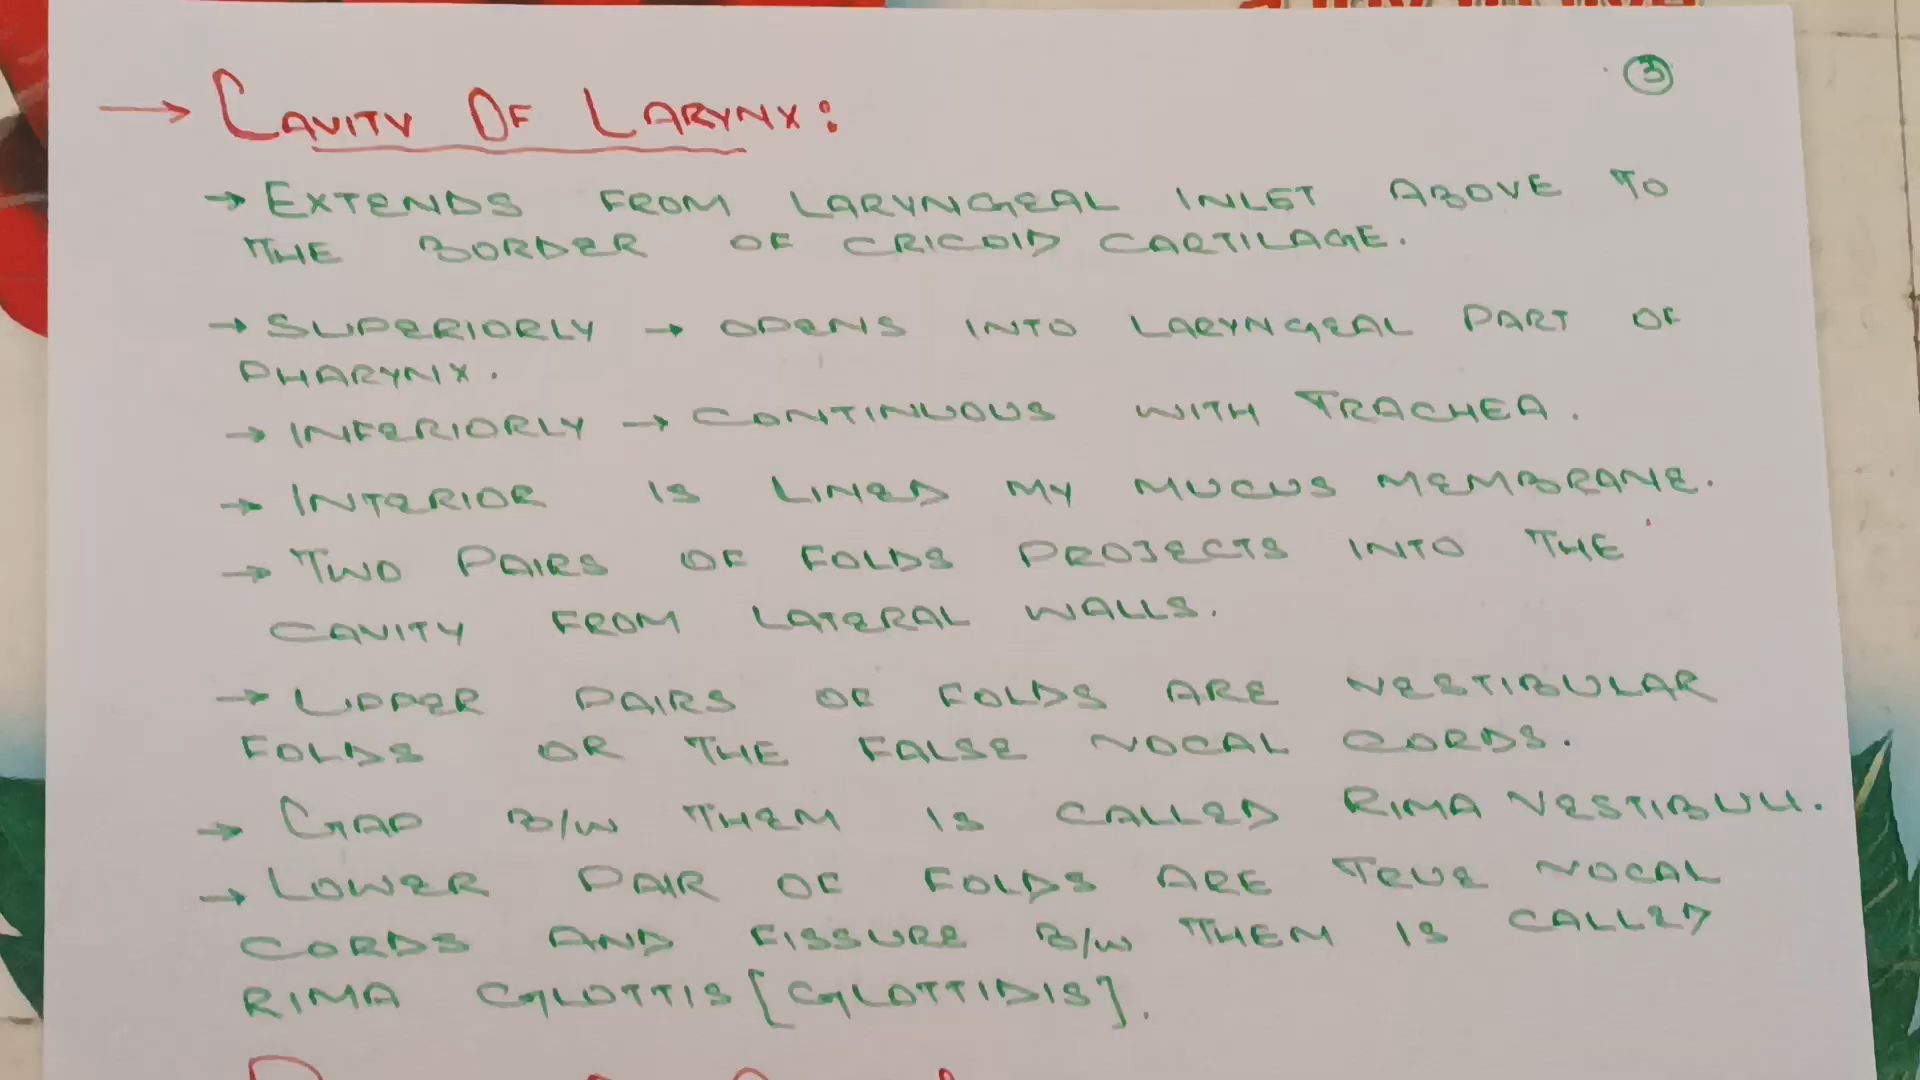 ③
→ CAVITY OF LARYNX:
→ EXTENDS FROM LARYNGEAL INLET ABOVE TO
THE BORDER OF CRICOID CARTILAGE.
→ SUPERIORLY → OPENS INTO LARYNGEAL PART OF
PHARYNX.
→ INFERIORLY → CONTINUOUS WITH TRACHEA.
→ INTERIOR IS LINED MY MUCUS MEMBRANE.
→ TWO PAIRS OF FOLDS PROJECTS INTO THE
CAVITY FROM LATERAL WALLS.
→ UPPER PAIRS OF FOLDS ARE VESTIBULAR
FOLDS OR THE FALSE VOCAL CORDS.
→ GAP B/W THEM IS CALLED RIMA VESTIBULI.
→ LOWER PAIR OF FOLDS ARE TRUE VOCAL
CORDS AND FISSURE B/W THEM IS CALLED
RIMA GLOTTIS [GLOTTIDIS].